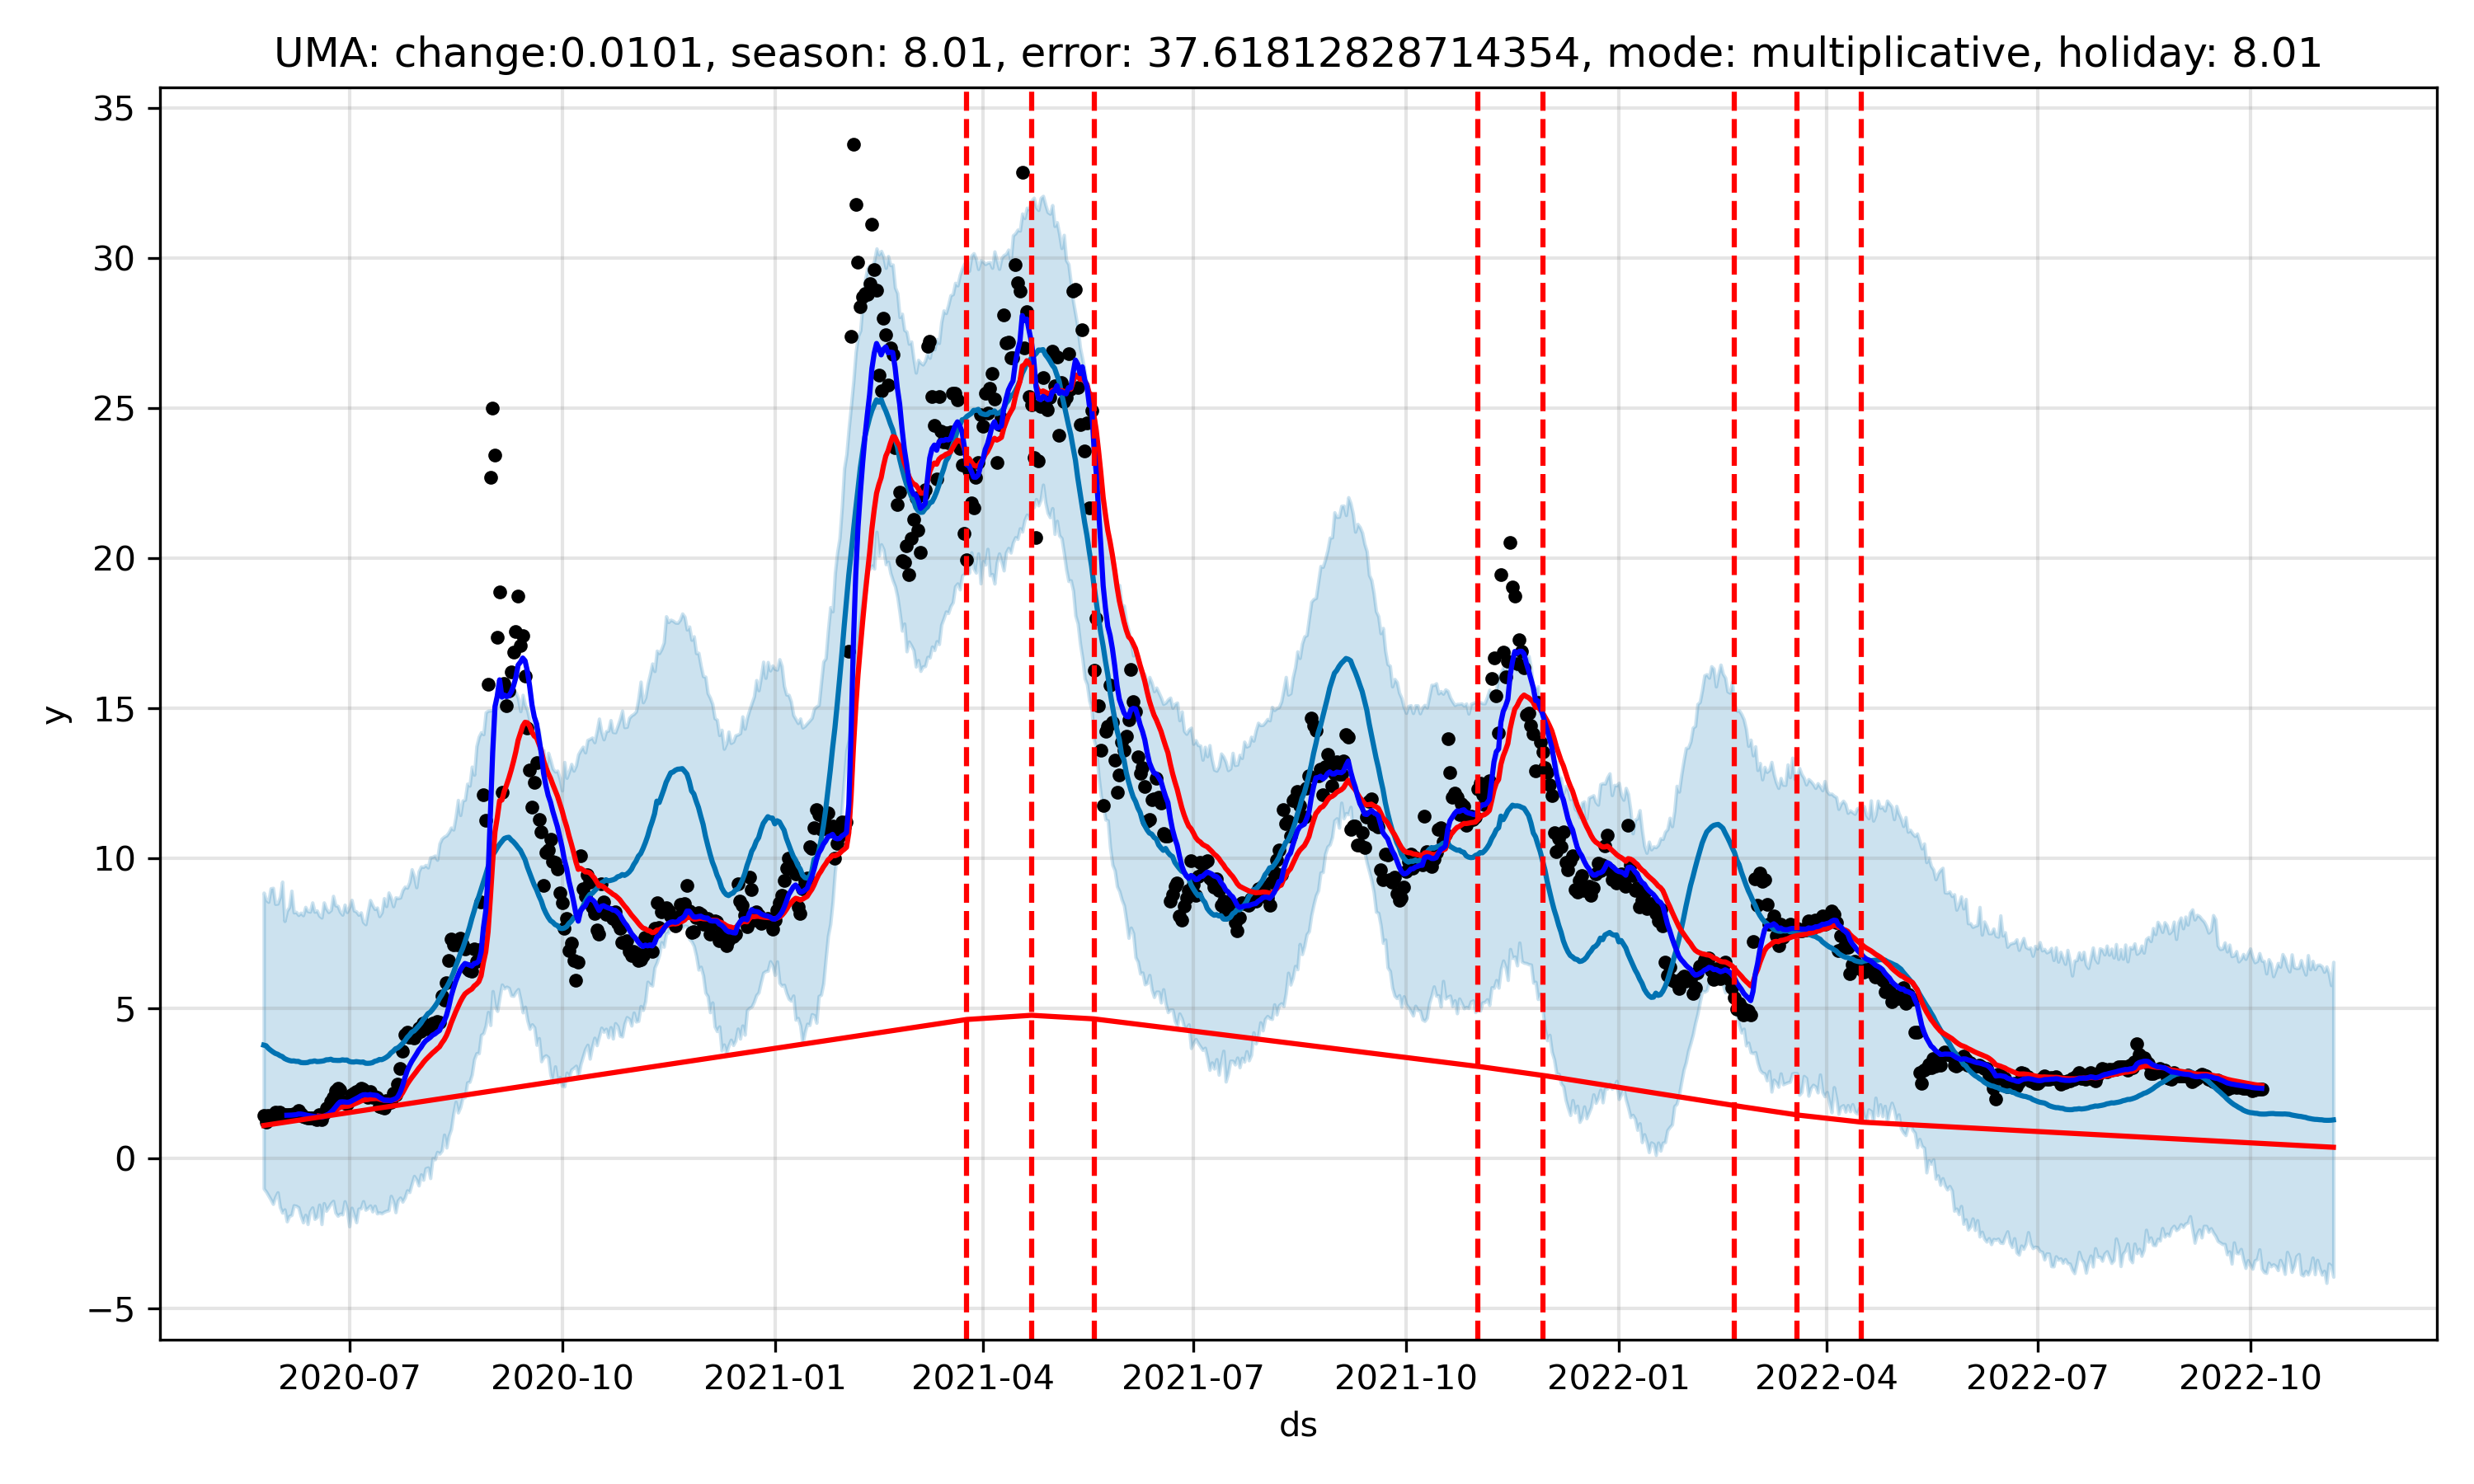 UMA: change:0.0101, season: 8.01, error: 37.61812828714354, mode: multiplicative, holiday: 8.01
35
30
25
20
15
10
5
0
−5
y
2020-07 2020-10 2021-01 2021-04 2021-07 2021-10 2022-01 2022-04 2022-07 2022-10
ds